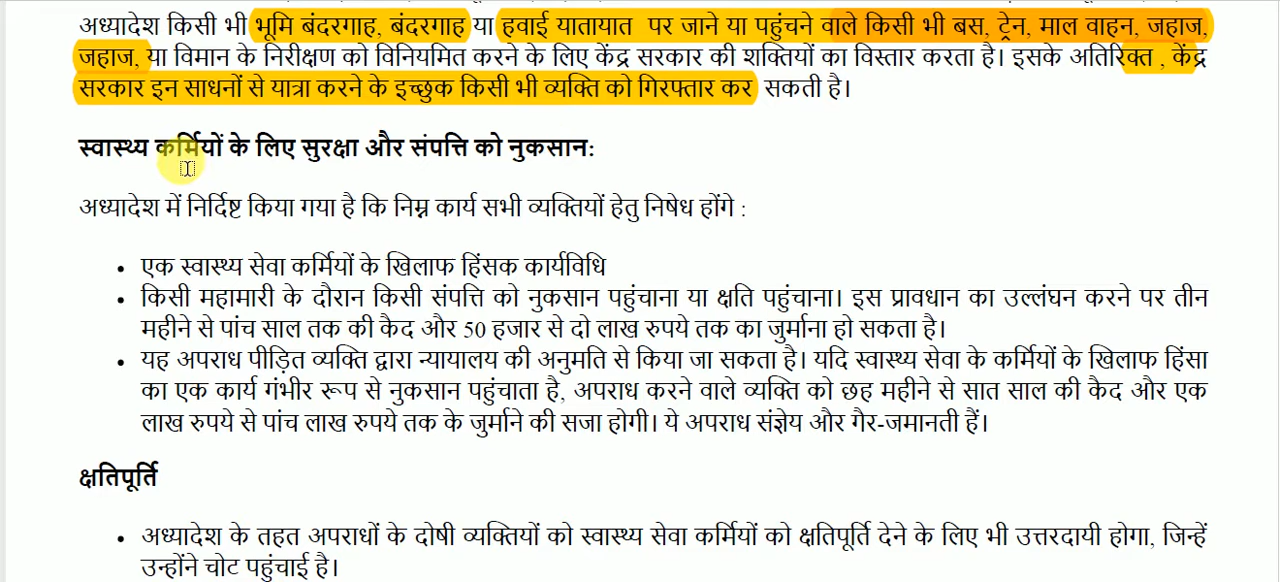 अध्यादेश किसी भी भूमि बंदरगाह, बंदरगाह या हवाई यातायात पर जाने या पहुंचने वाले किसी भी बस, ट्रेन, माल वाहन, जहाज,
जहाज, या विमान के निरीक्षण को विनियमित करने के लिए केंद्र सरकार की शक्तियों का विस्तार करता है। इसके अतिरिक्त , केंद्र
सरकार इन साधनों से यात्रा करने के इच्छुक किसी भी व्यक्ति को गिरफ्तार कर सकती है।
स्वास्थ्य कर्मियों के लिए सुरक्षा और संपत्ति को नुकसान:
अध्यादेश में निर्दिष्ट किया गया है कि निम्न कार्य सभी व्यक्तियों हेतु निषेध होंगे :
• एक स्वास्थ्य सेवा कर्मियों के खिलाफ हिंसक कार्यविधि
• किसी महामारी के दौरान किसी संपत्ति को नुकसान पहुंचाना या क्षति पहुंचाना। इस प्रावधान का उल्लंघन करने पर तीन
महीने से पांच साल तक की कैद और 50 हजार से दो लाख रुपये तक का जुर्माना हो सकता है।
• यह अपराध पीड़ित व्यक्ति द्वारा न्यायालय की अनुमति से किया जा सकता है। यदि स्वास्थ्य सेवा के कर्मियों के खिलाफ हिंसा
का एक कार्य गंभीर रूप से नुकसान पहुंचाता है, अपराध करने वाले व्यक्ति को छह महीने से सात साल की कैद और एक
लाख रुपये से पांच लाख रुपये तक के जुर्माने की सजा होगी। ये अपराध संज्ञेय और गैर-जमानती हैं।
क्षतिपूर्ति
• अध्यादेश के तहत अपराधों के दोषी व्यक्तियों को स्वास्थ्य सेवा कर्मियों को क्षतिपूर्ति देने के लिए भी उत्तरदायी होगा, जिन्हें
उन्होंने चोट पहुंचाई है।